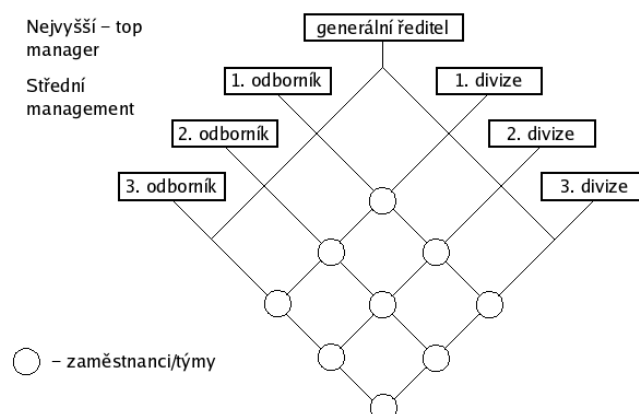 Nejvyšší – top
manager
generální ředitel
Střední
management
1. odborník
1. divize
2. odborník
2. divize
3. odborník
3. divize
– zaměstnanci/týmy